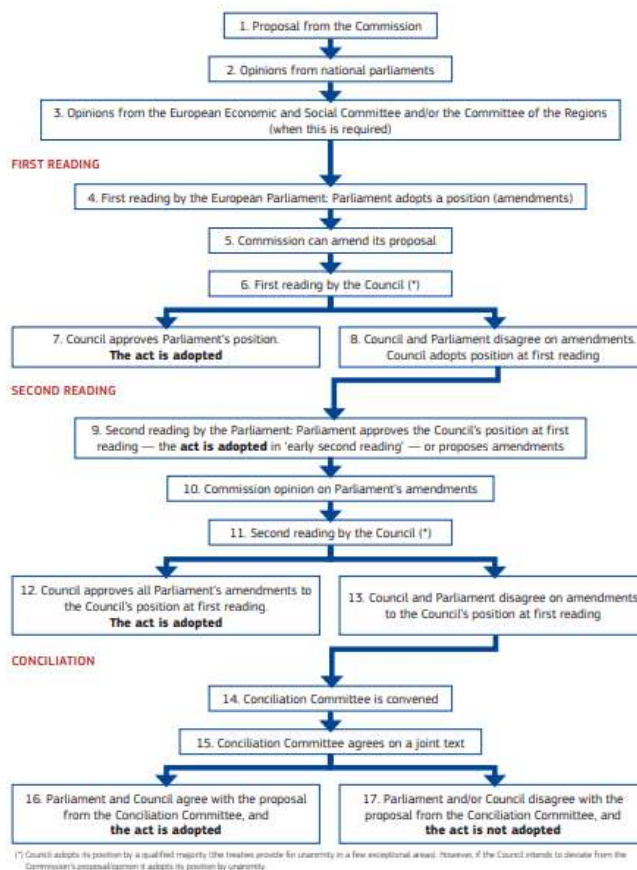 1. Proposal from the Commission
2. Opinions from national parliaments
3. Opinions from the European Economic and Social Committee and/or the Committee of the Regions
(when this is required)
FIRST READING
4. First reading by the European Parliament: Parliament adopts a position (amendments)
5. Commission can amend its proposal
6. First reading by the Council (*)
7. Council approves Parliament's position.
The act is adopted
8. Council and Parliament disagree on amendments.
Council adopts position at first reading
SECOND READING
9. Second reading by the Parliament: Parliament approves the Council's position at first
reading — the act is adopted in 'early second reading' — or proposes amendments
10. Commission opinion on Parliament's amendments
11. Second reading by the Council (*)
12. Council approves all Parliament's amendments to
the Council's position at first reading.
The act is adopted
13. Council and Parliament disagree on amendments
to the Council's position at first reading
CONCILIATION
14. Conciliation Committee is convened
15. Conciliation Committee agrees on a joint text
16. Parliament and Council agree with the proposal
from the Conciliation Committee, and
the act is adopted
17. Parliament and/or Council disagree with the
proposal from the Conciliation Committee, and
the act is not adopted
(*) Council adopts its position by a qualified majority (the treaties provide for unanimity in a few exceptional areas). However, if the Council intends to deviate from the
Commission's proposal/opinion it adopts its position by unanimity.